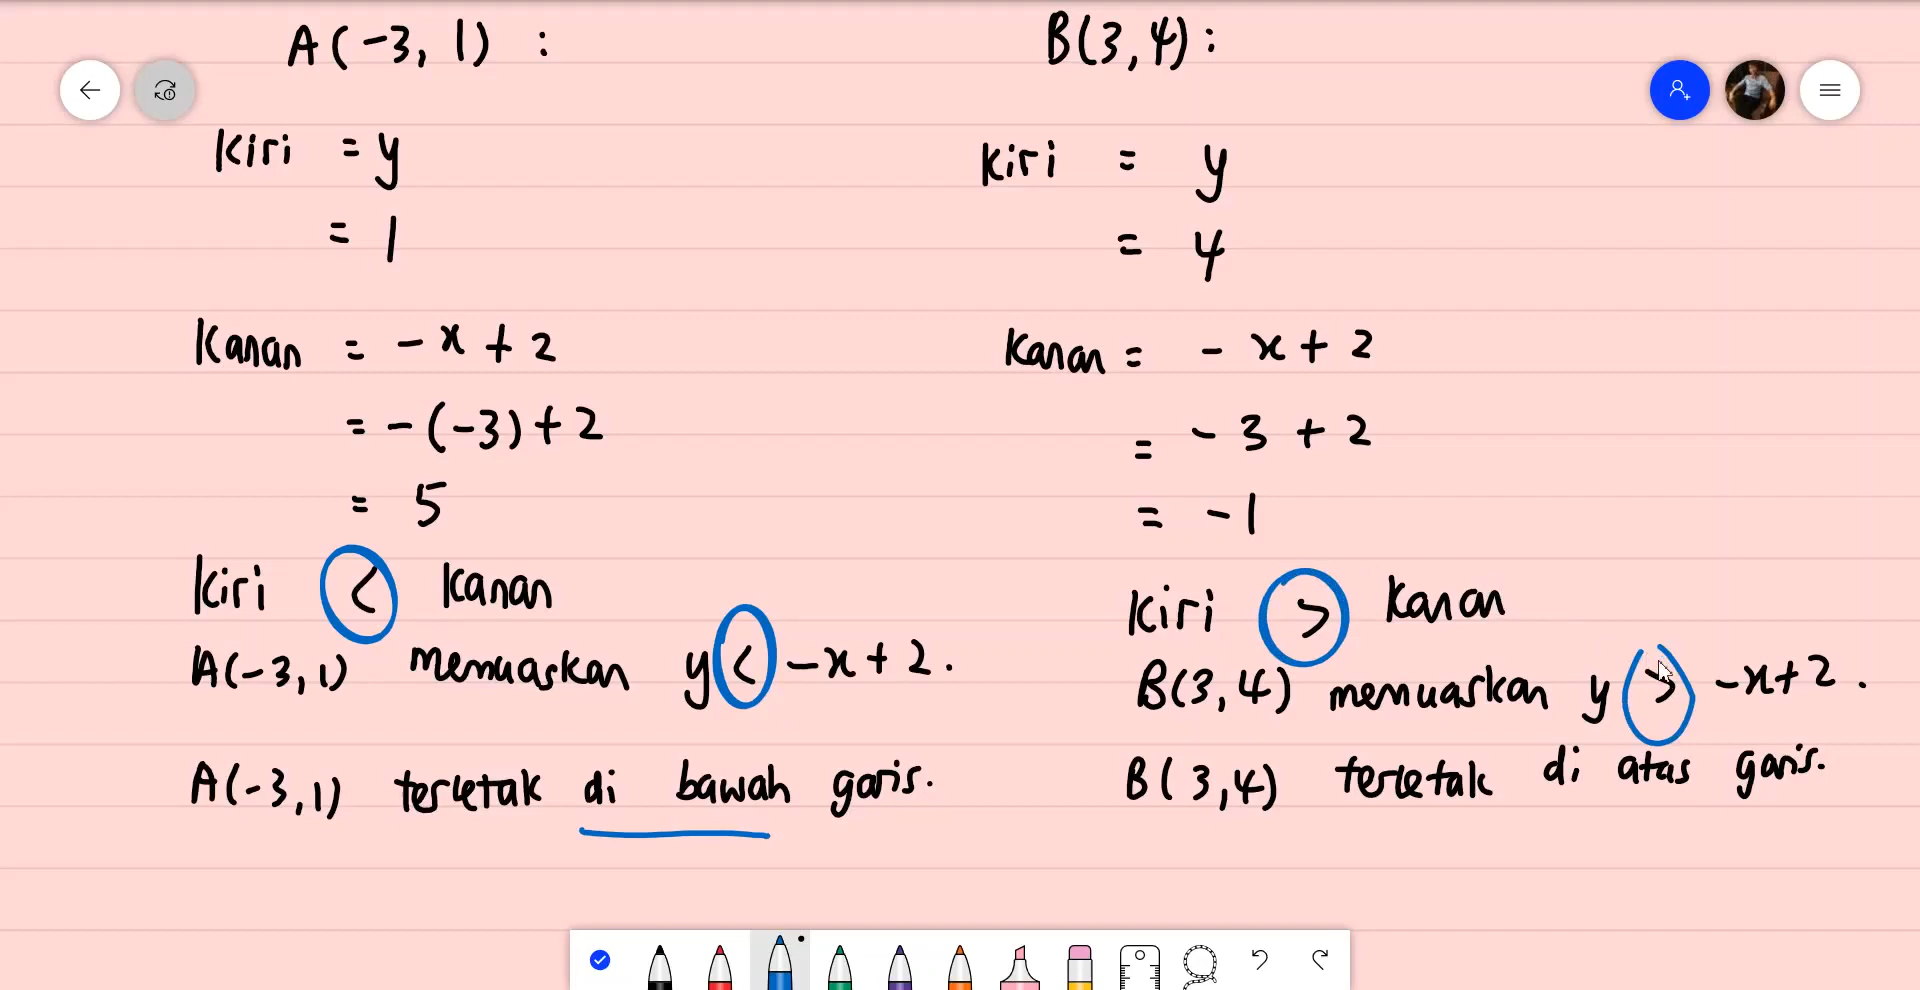 A(-3, 1) :
Kiri = y
= 1
Kanan = -x + 2
= -(-3) + 2
= 5
Kiri < Kanan
A(-3, 1) memuaskan y < -x + 2.
A(-3, 1) terletak di bawah garis.
B(3, 4) :
Kiri = y
= 4
Kanan = -x + 2
= -3 + 2
= -1
Kiri > Kanan
B(3, 4) memuaskan y > -x + 2.
B(3, 4) terletak di atas garis.